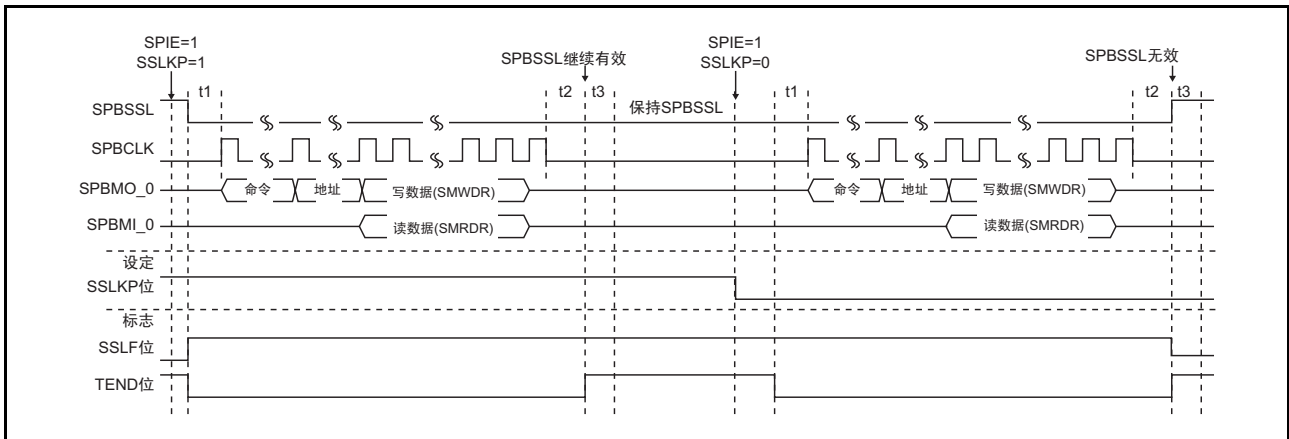 SPIE=1 SPIE=1
SSLKP=1 SPBSSL继续有效 SSLKP=0 SPBSSL无效
t1 t2 t3 t1 t2 t3
SPBSSL 保持SPBSSL
SPBCLK
SPBMO_0 命令 地址 写数据(SMWDR) 命令 地址 写数据(SMWDR)
SPBMI_0 读数据(SMRDR) 读数据(SMRDR)
设定
SSLKP位
标志
SSLF位
TEND位